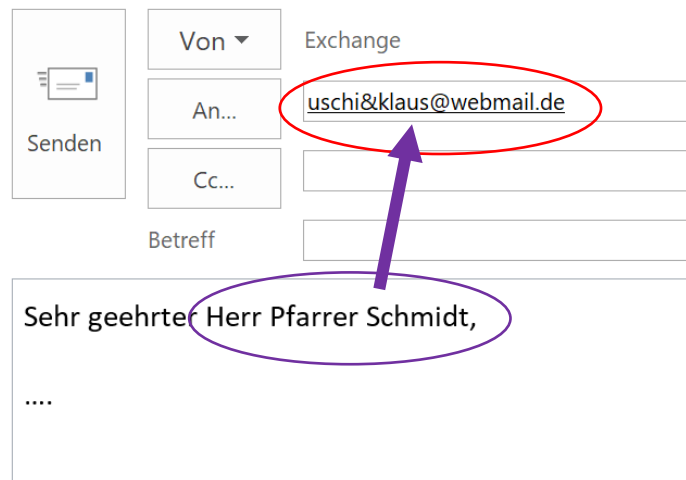 Von
Exchange
An...
uschi&klaus@webmail.de
Senden
Cc...
Betreff
Sehr geehrter Herr Pfarrer Schmidt,
....